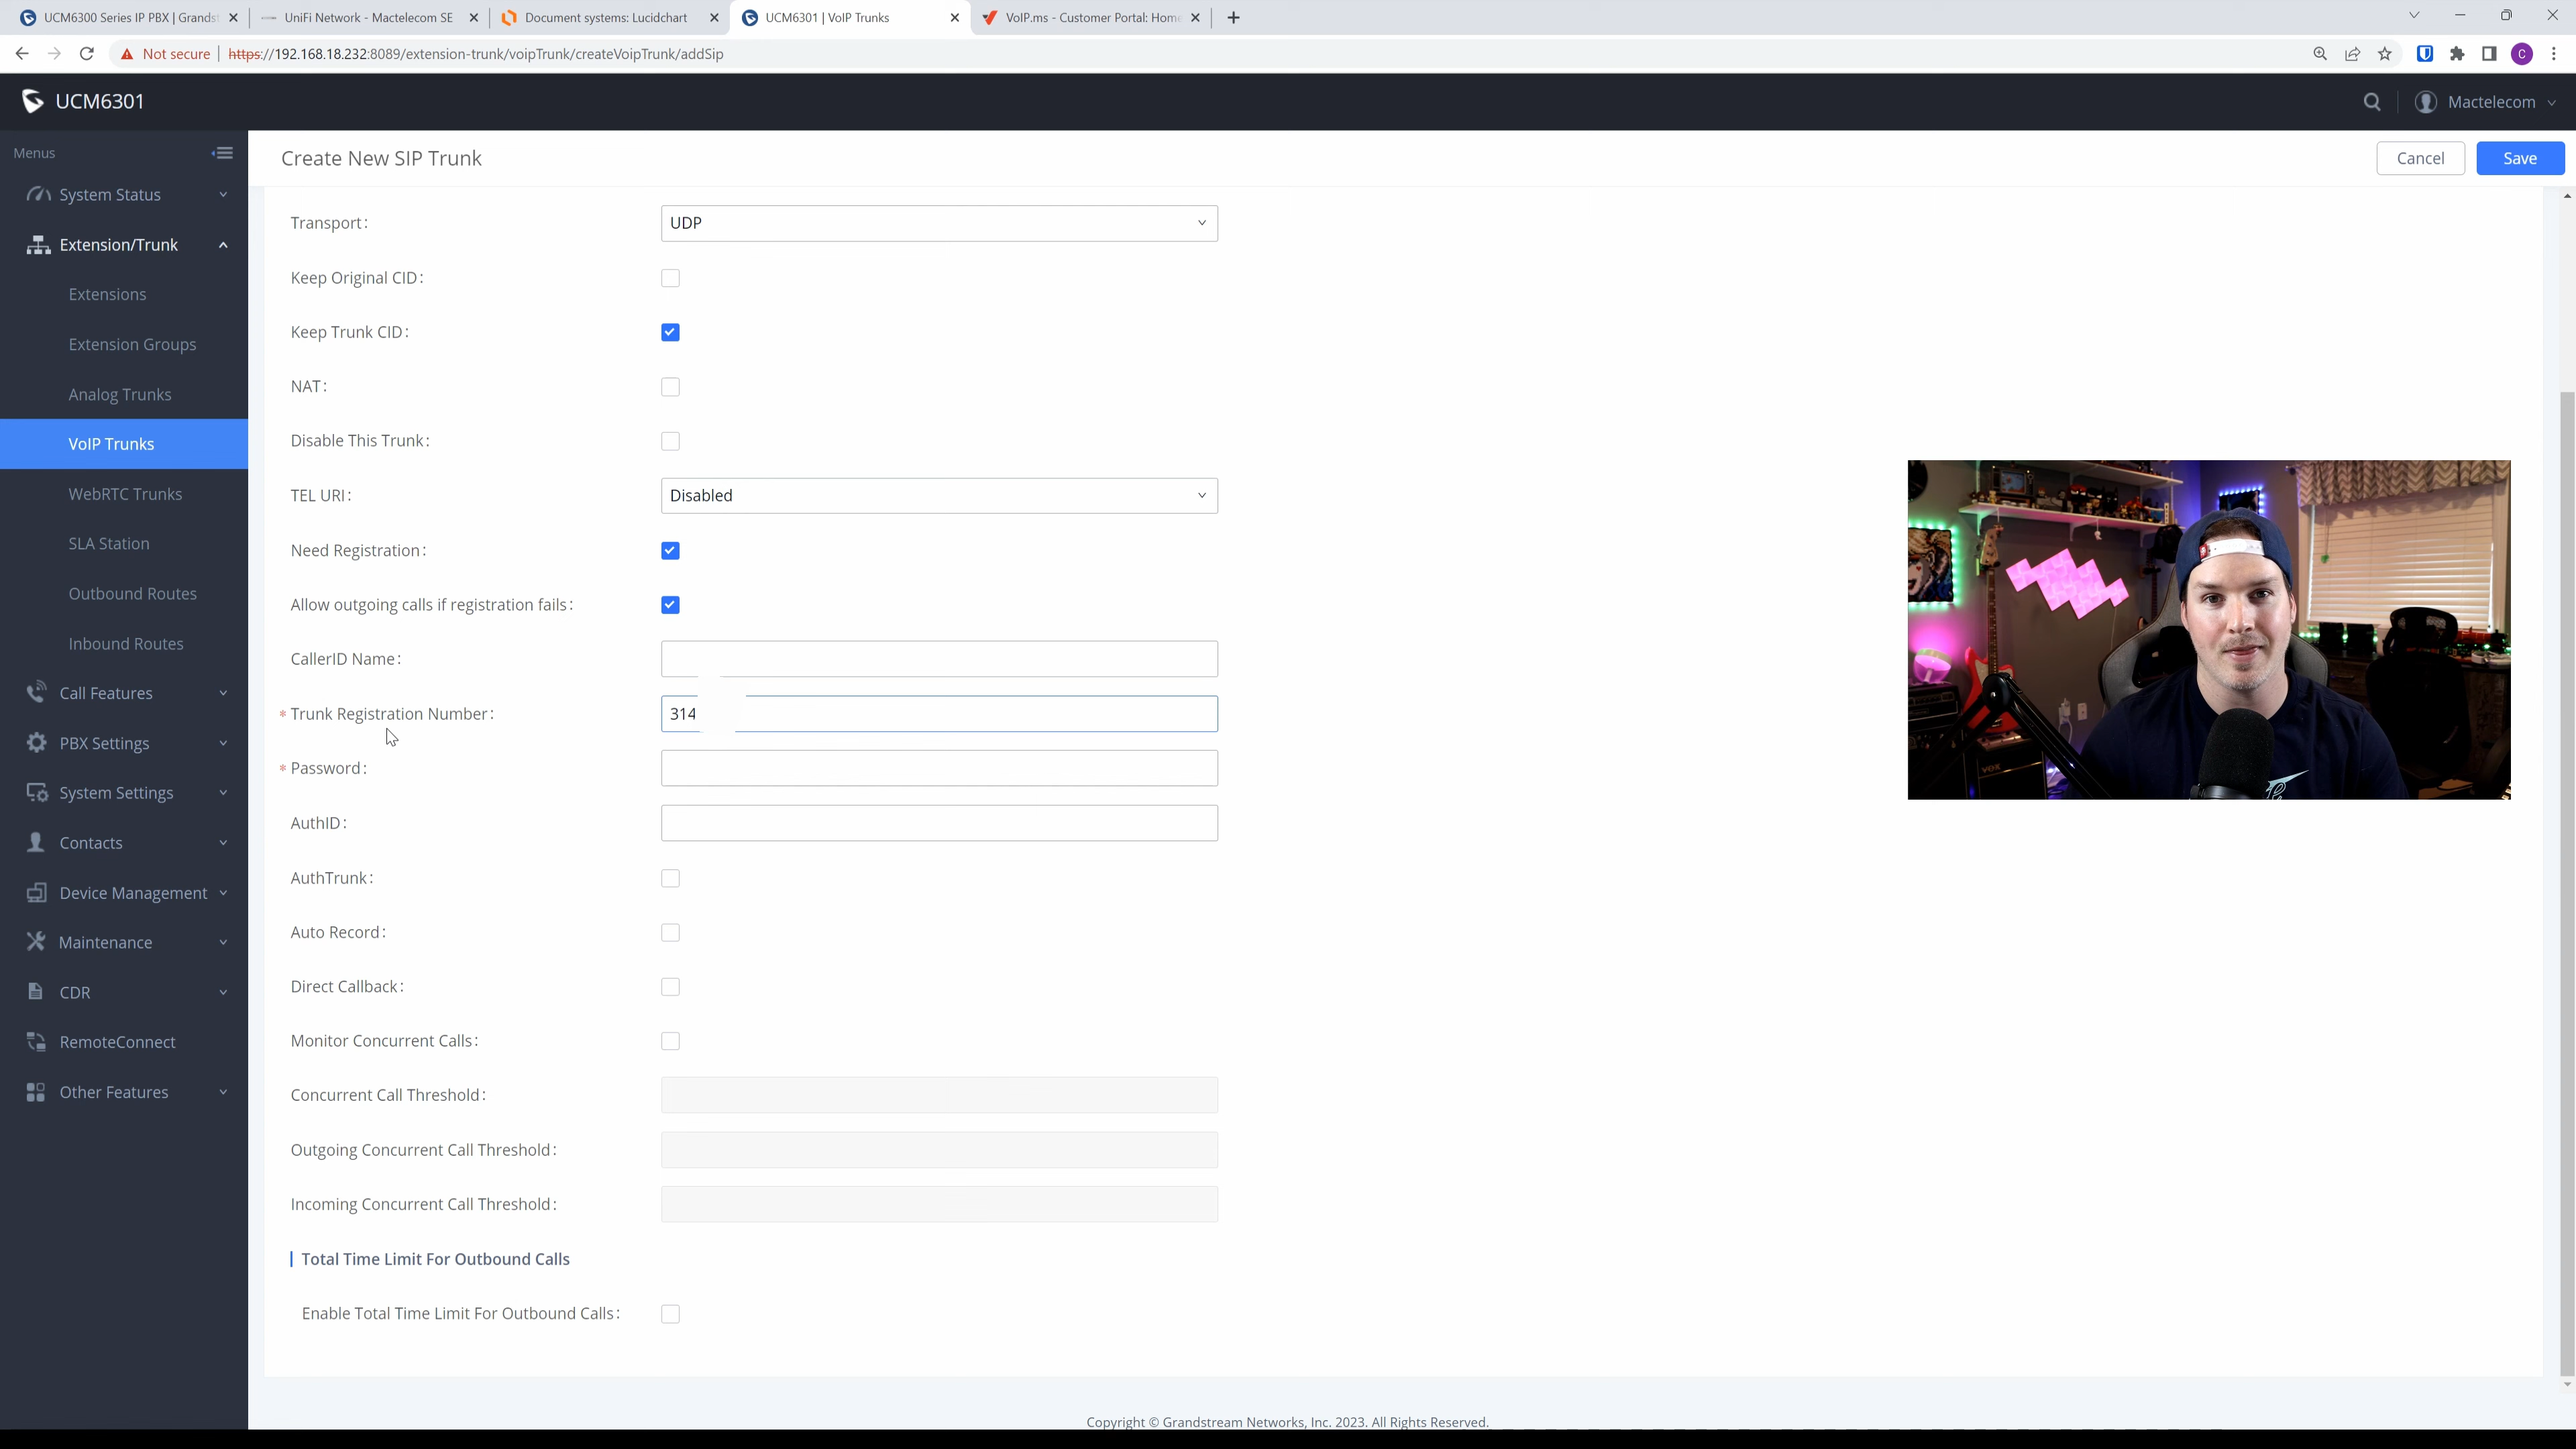 UCM6300 Series IP PBX | Grands
UniFi Network - Mactelecom SE
Document systems: Lucidchart
UCM6301 | VoIP Trunks
VoIP.ms - Customer Portal: Hom
Not secure
https://192.168.18.232:8089/extension-trunk/voipTrunk/createVoipTrunk/addSip
C
UCM6301
Mactelecom
Menus
System Status
Extension/Trunk
Extensions
Extension Groups
Analog Trunks
VoIP Trunks
WebRTC Trunks
SLA Station
Outbound Routes
Inbound Routes
Call Features
PBX Settings
System Settings
Contacts
Device Management
Maintenance
CDR
RemoteConnect
Other Features
Create New SIP Trunk
Cancel
Save
Transport:
UDP
Keep Original CID:
Keep Trunk CID:
NAT:
Disable This Trunk:
TEL URI:
Disabled
Need Registration:
Allow outgoing calls if registration fails:
CallerID Name:
* Trunk Registration Number:
314
* Password:
AuthID:
AuthTrunk:
Auto Record:
Direct Callback:
Monitor Concurrent Calls:
Concurrent Call Threshold:
Outgoing Concurrent Call Threshold:
Incoming Concurrent Call Threshold:
Total Time Limit For Outbound Calls
Enable Total Time Limit For Outbound Calls:
VOX
Copyright © Grandstream Networks, Inc. 2023. All Rights Reserved.